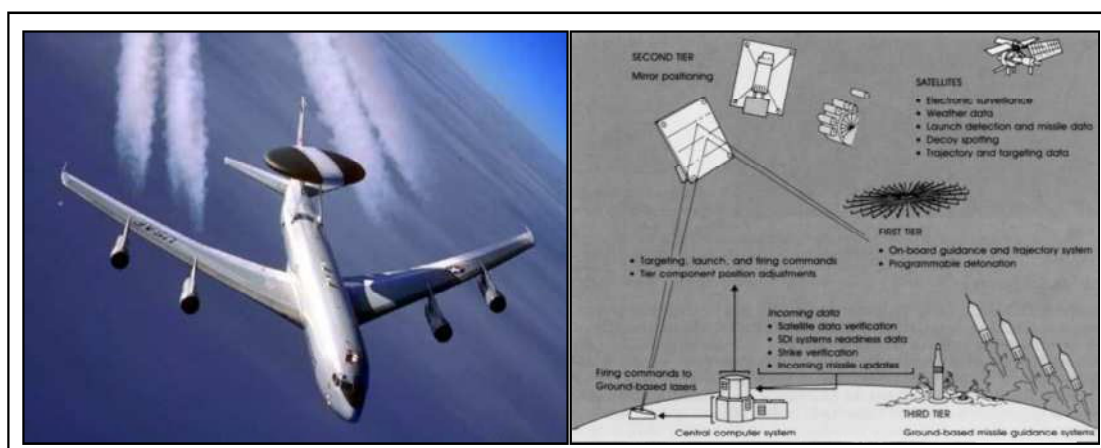 SECOND TIER
Mirror positioning
SATELLITES
• Electronic surveillance
• Weather data
• Launch detection and missile data
• Decoy spotting
• Trajectory and targeting data
FIRST TIER
• On-board guidance and trajectory system
• Programmable detonation
• Targeting, launch, and firing commands
• Tier component position adjustments
Incoming data
• Satellite data verification
• SDI systems readiness data
• Strike verification
• Incoming missile updates
Firing commands to
Ground-based lasers
THIRD TIER
Central computer system
Ground-based missile guidance systems